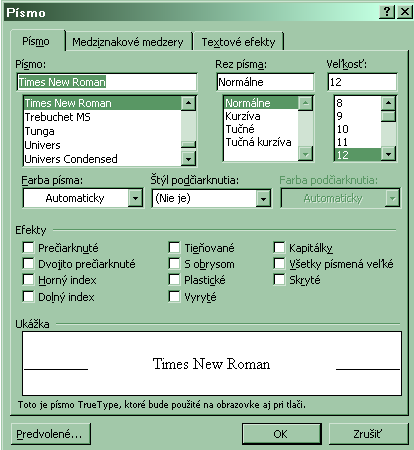 Písmo
Písmo Medziznakové medzery Textové efekty
Písmo: Rez písma: Veľkosť:
Times New Roman Normálne 12
Times New Roman Normálne 8
Trebuchet MS Kurzíva 9
Tunga Tučné 10
Univers Tučná kurzíva 11
Univers Condensed 12
Farba písma: Štýl podčiarknutia: Farba podčiarknutia:
Automaticky (Nie je) Automaticky
Efekty
Prečiarknuté Tieňované Kapitálky
Dvojito prečiarknuté S obrysom Všetky písmená veľké
Horný index Plastické Skryté
Dolný index Vyryté
Ukážka
Times New Roman
Toto je písmo TrueType, ktoré bude použité na obrazovke aj pri tlači.
Predvolené... OK Zrušiť